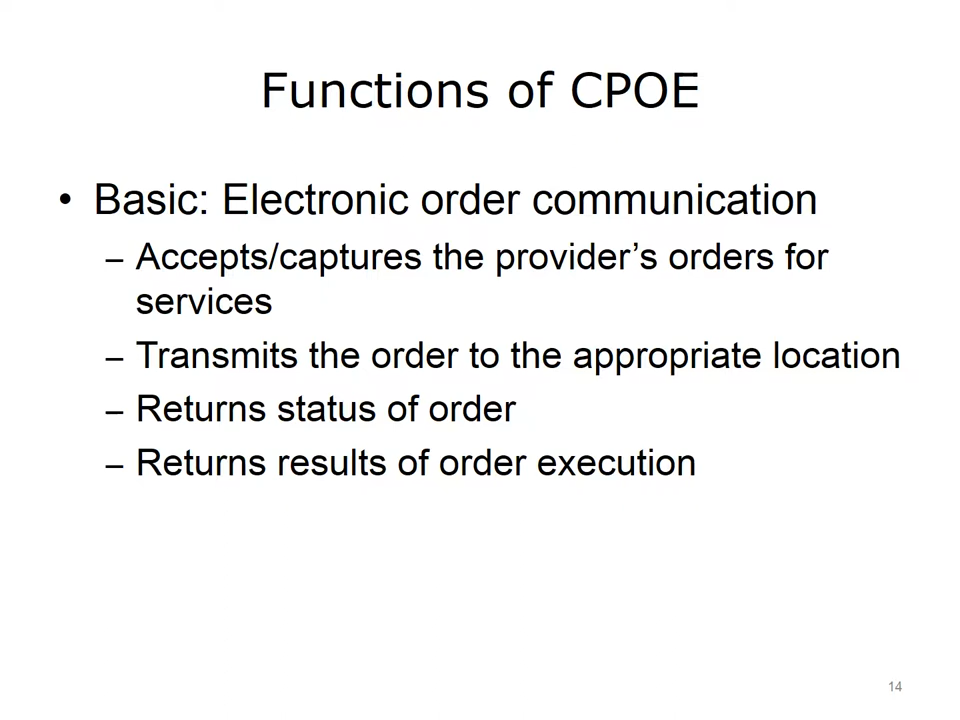 Functions of CPOE
• Basic: Electronic order communication
– Accepts/captures the provider’s orders for
services
– Transmits the order to the appropriate location
– Returns status of order
– Returns results of order execution
14